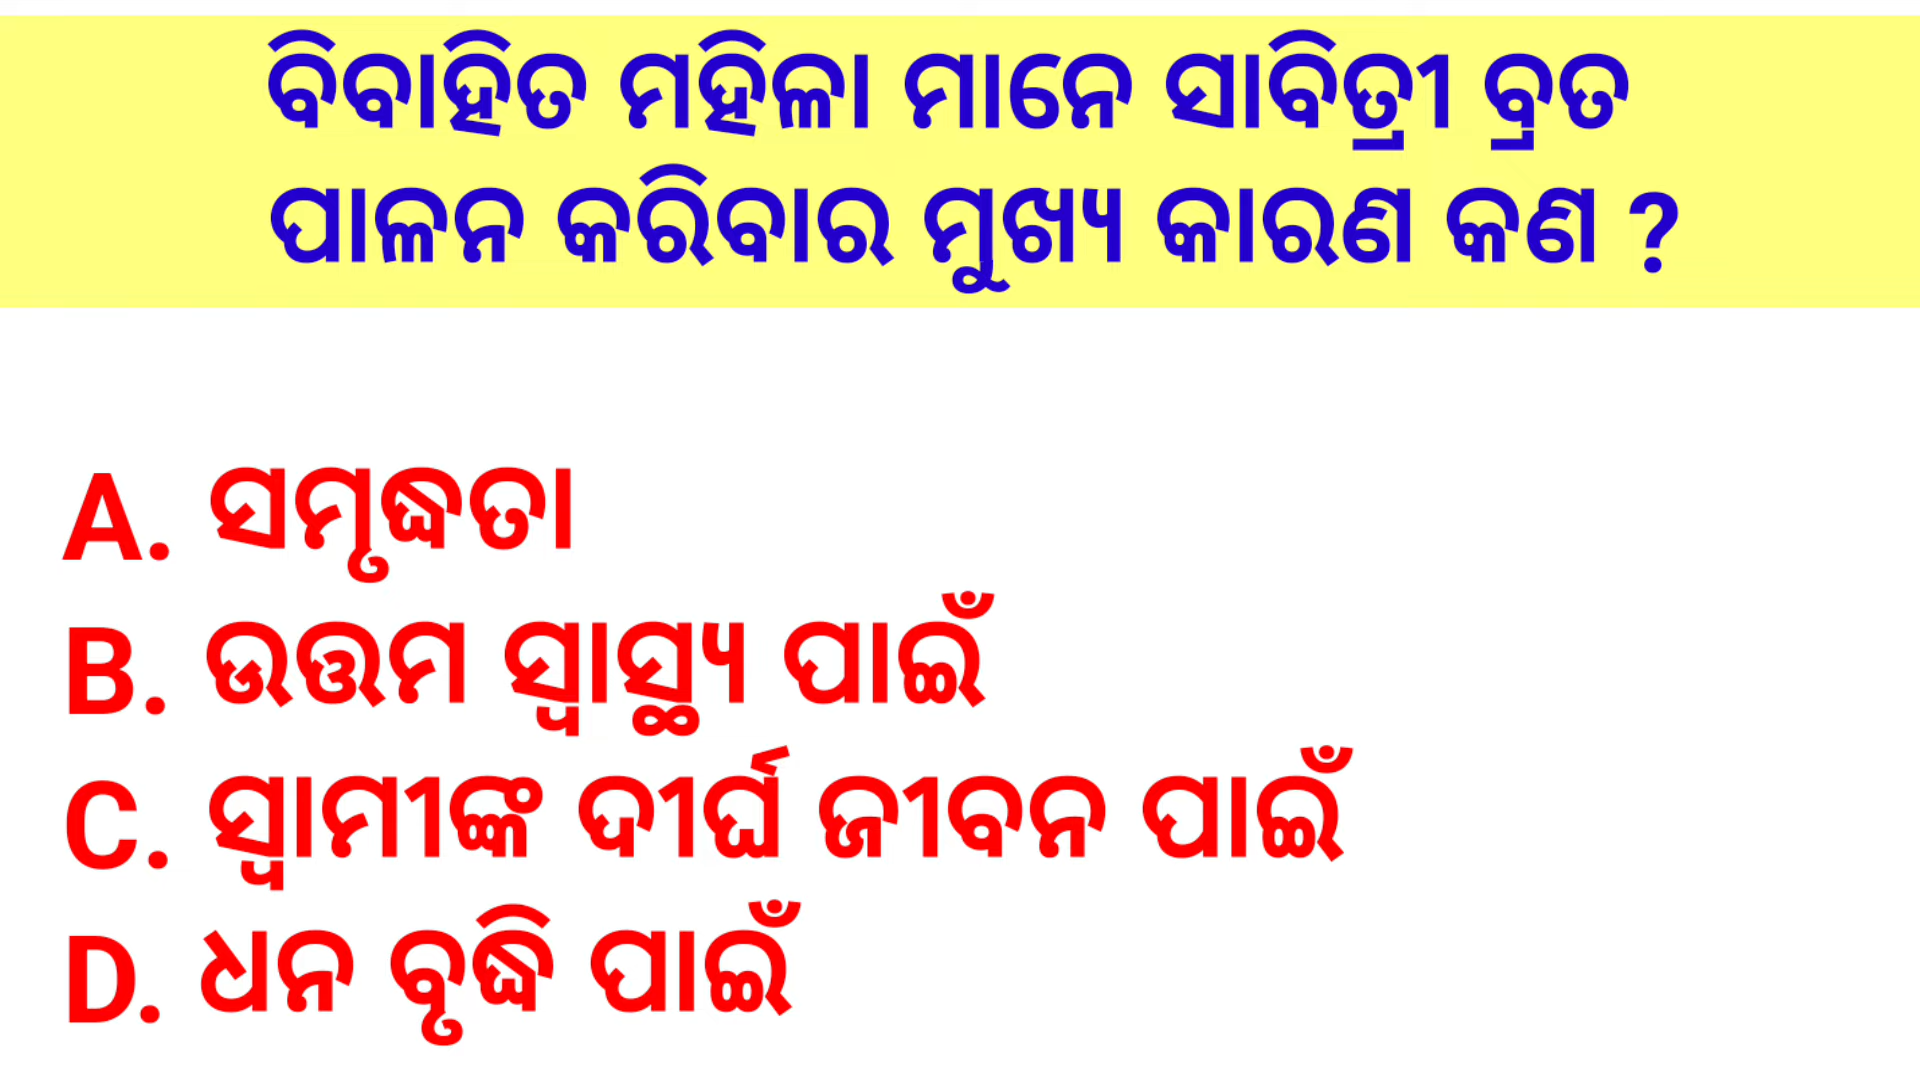 ବିବାହିତ ମହିଳା ମାନେ ସାବିତ୍ରୀ ବ୍ରତ
ପାଳନ କରିବାର ମୁଖ୍ୟ କାରଣ କଣ ?
A. ସମୃଦ୍ଧତା
B. ଉତ୍ତମ ସ୍ୱାସ୍ଥ୍ୟ ପାଇଁ
C. ସ୍ୱାମୀଙ୍କ ଦୀର୍ଘ ଜୀବନ ପାଇଁ
D. ଧନ ବୃଦ୍ଧି ପାଇଁ